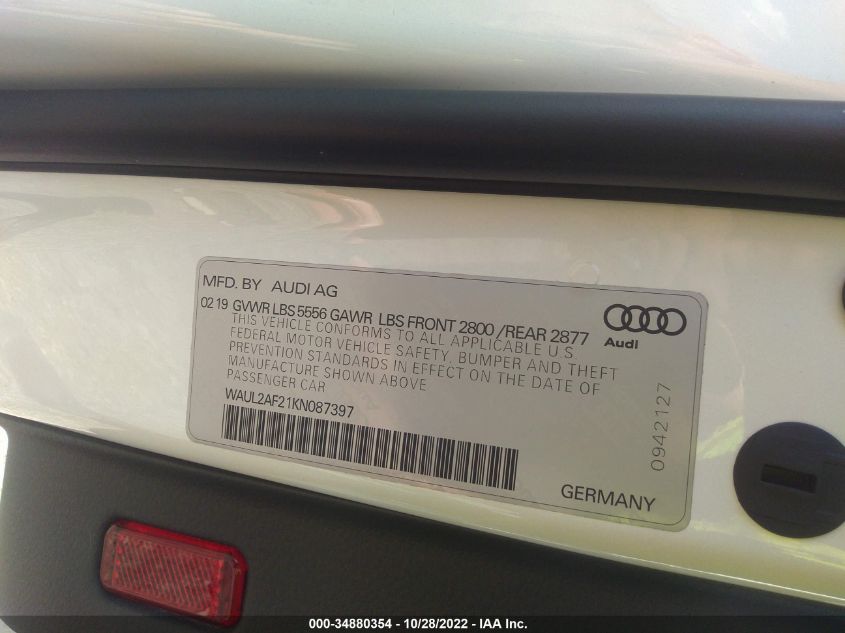 MFD. BY AUDI AG
02 19 GVWR LBS 5556 GAWR LBS FRONT 2800 /REAR 2877
THIS VEHICLE CONFORMS TO ALL APPLICABLE U.S.
FEDERAL MOTOR VEHICLE SAFETY, BUMPER AND THEFT
PREVENTION STANDARDS IN EFFECT ON THE DATE OF
MANUFACTURE SHOWN ABOVE
PASSENGER CAR
WAUL2AF21KN087397
Audi
0942127
GERMANY
000-34880354 - 10/28/2022 - IAA Inc.